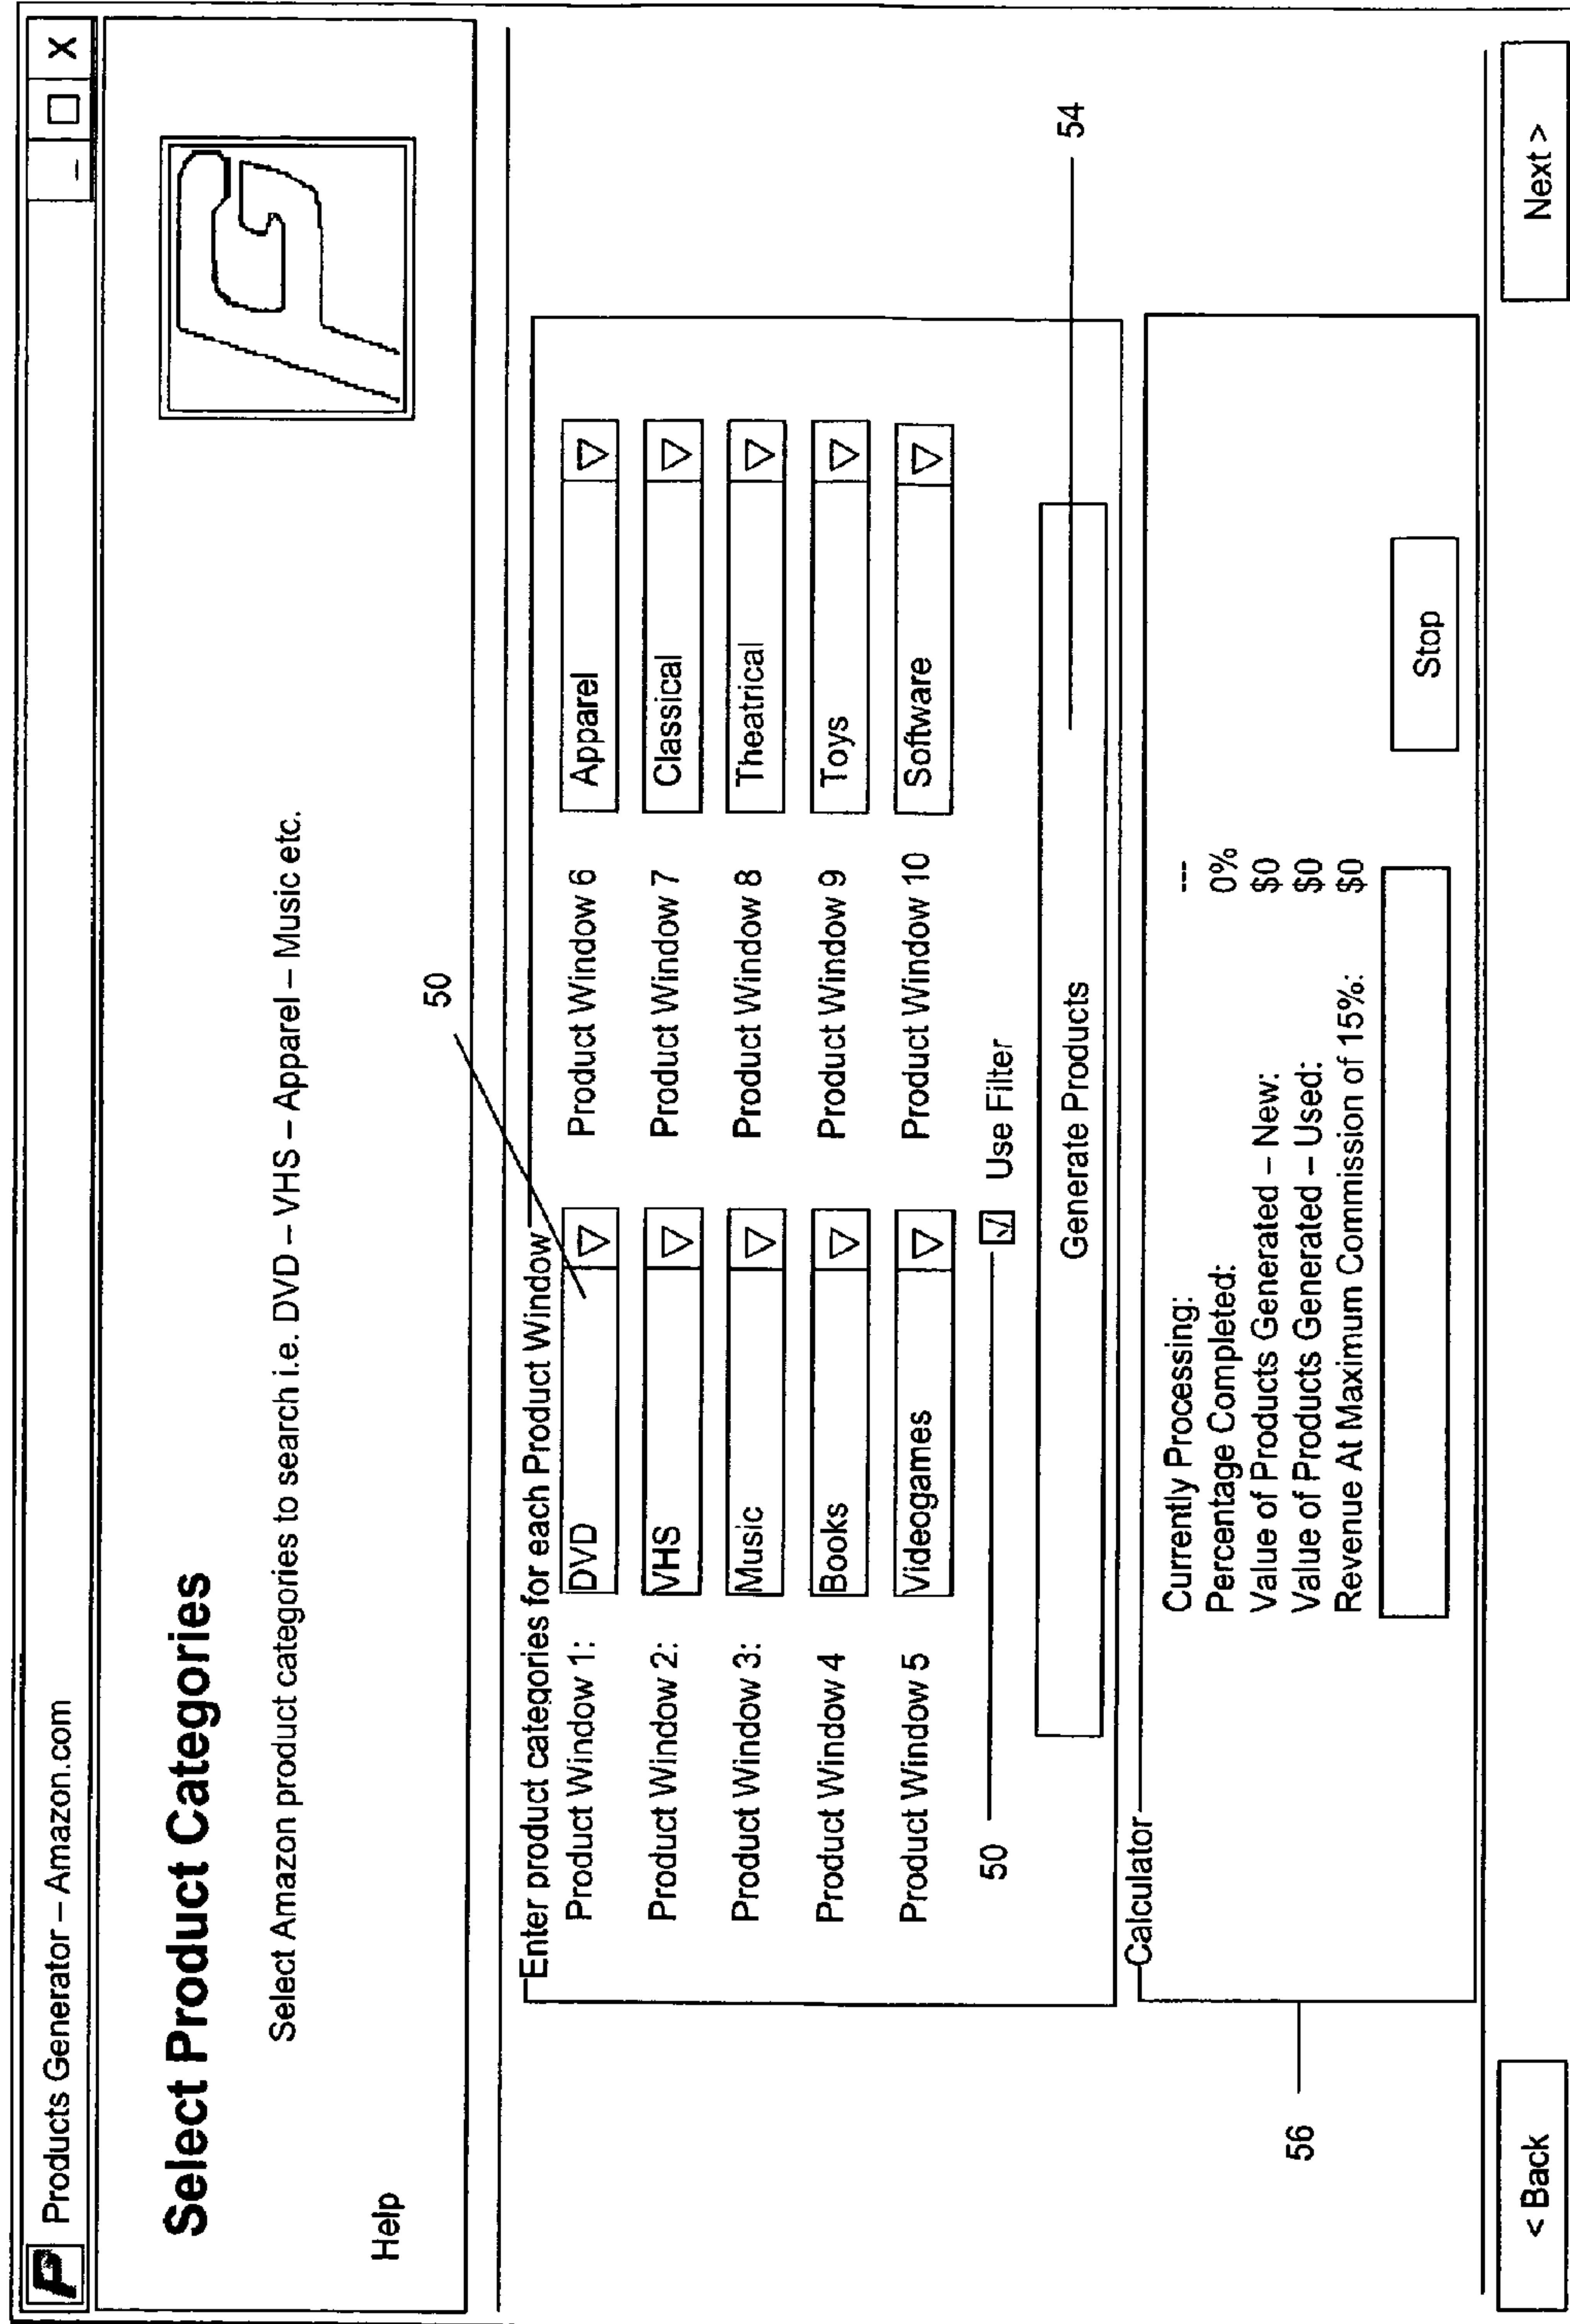 Products Generator – Amazon.com
_ X
Select Product Categories
Select Amazon product categories to search i.e. DVD – VHS – Apparel – Music etc.
Help
50
Enter product categories for each Product Window
Product Window 1: DVD Product Window 6 Apparel
Product Window 2: VHS Product Window 7 Classical
Product Window 3: Music Product Window 8 Theatrical
Product Window 4 Books Product Window 9 Toys
Product Window 5 Videogames Product Window 10 Software
50 Use Filter
Generate Products 54
Calculator
Currently Processing: ---
Percentage Completed: 0%
Value of Products Generated – New: $0
Value of Products Generated – Used: $0
Revenue At Maximum Commission of 15%: $0
Stop
56
< Back Next >